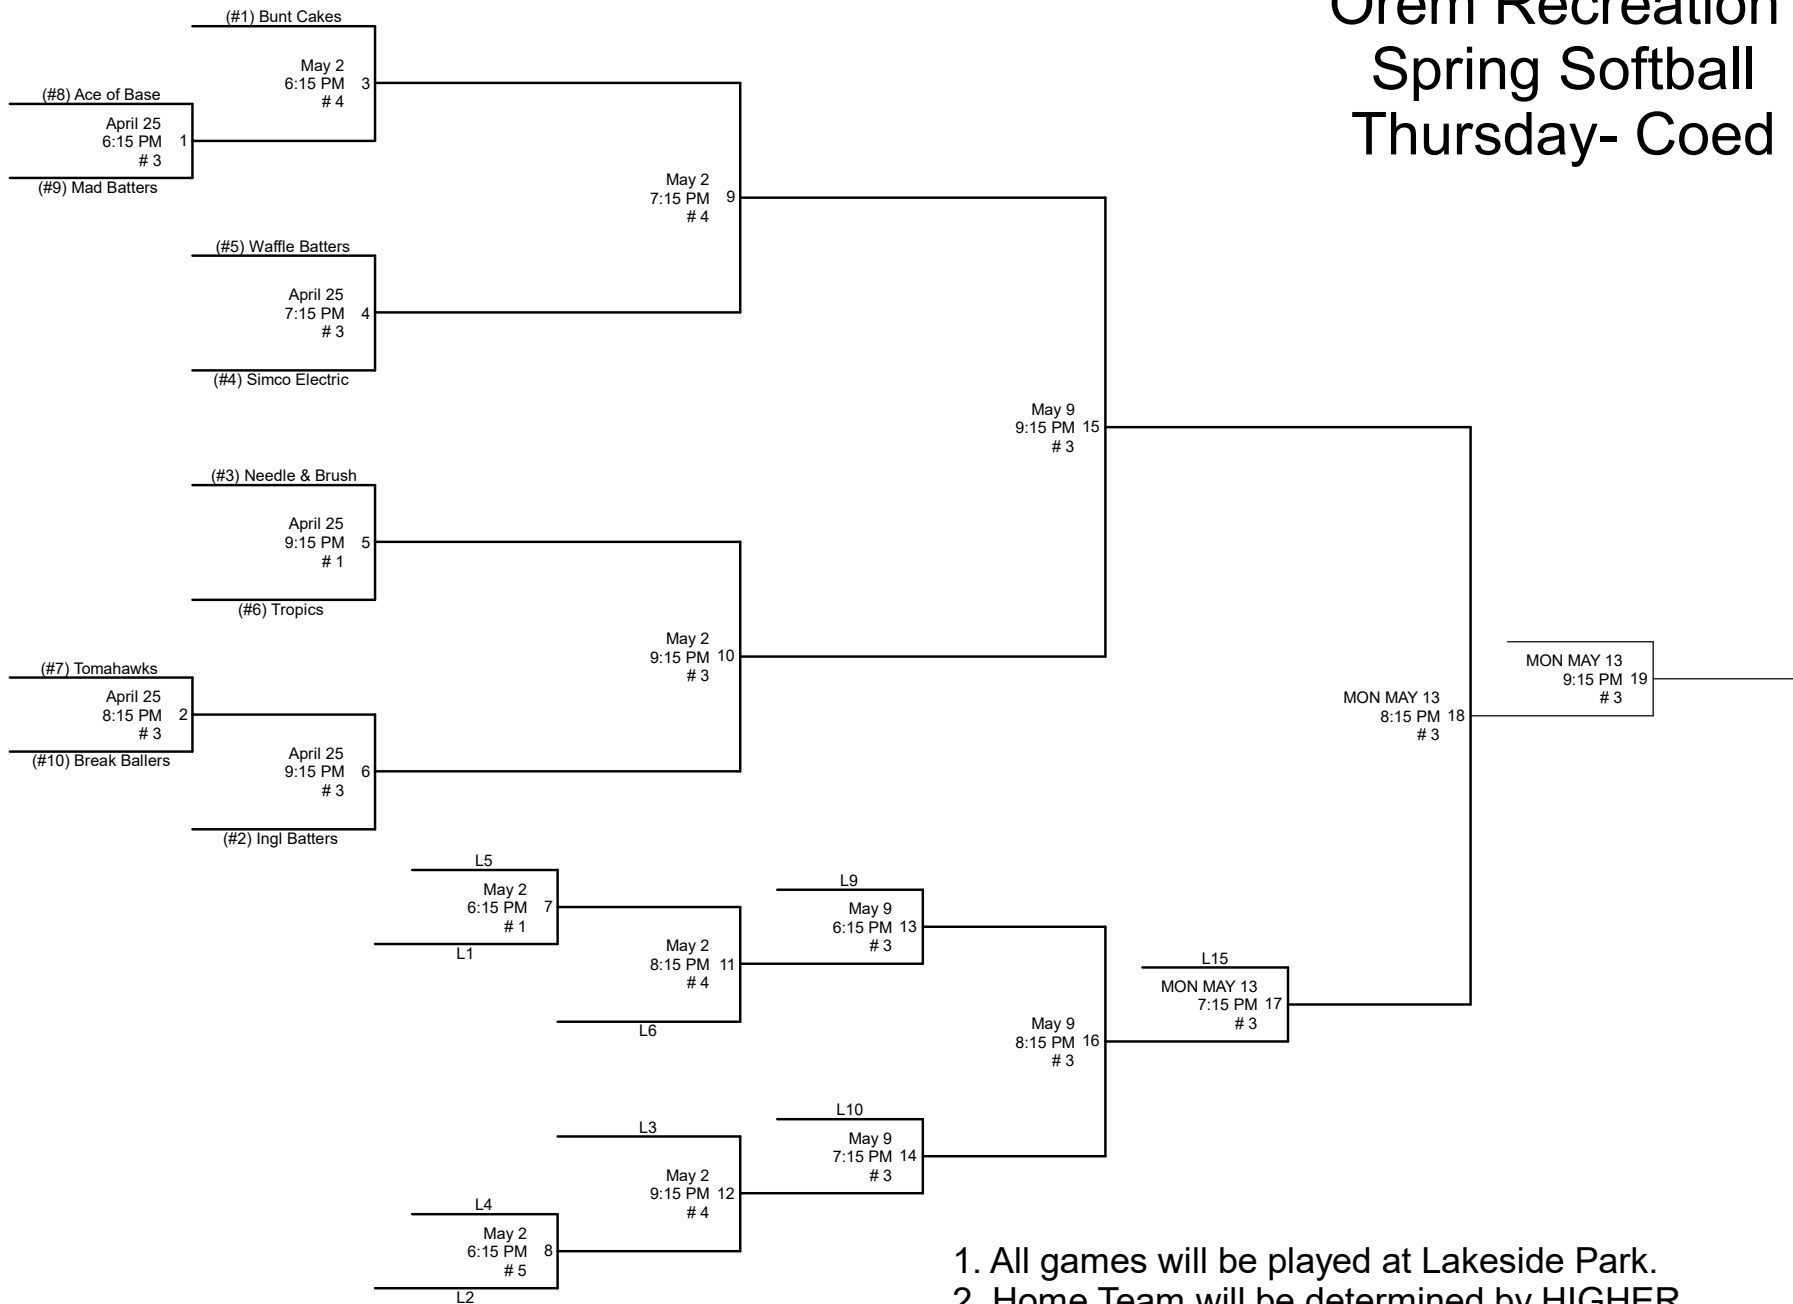 Orem Recreation
Spring Softball
Thursday- Coed
(#1) Bunt Cakes
May 2
6:15 PM 3
# 4
(#8) Ace of Base
April 25
6:15 PM 1
# 3
(#9) Mad Batters
May 2
7:15 PM 9
# 4
(#5) Waffle Batters
April 25
7:15 PM 4
# 3
(#4) Simco Electric
May 9
9:15 PM 15
# 3
(#3) Needle & Brush
April 25
9:15 PM 5
# 1
(#6) Tropics
May 2
9:15 PM 10
# 3
(#7) Tomahawks
April 25
8:15 PM 2
# 3
(#10) Break Ballers
April 25
9:15 PM 6
# 3
(#2) Ingl Batters
MON MAY 13
8:15 PM 18
# 3
MON MAY 13
9:15 PM 19
# 3
L5
May 2
6:15 PM 7
# 1
L1
May 2
8:15 PM 11
# 4
L6
L9
May 9
6:15 PM 13
# 3
L15
MON MAY 13
7:15 PM 17
# 3
May 9
8:15 PM 16
# 3
L10
May 9
7:15 PM 14
# 3
L3
May 2
9:15 PM 12
# 4
L4
May 2
6:15 PM 8
# 5
L2
1. All games will be played at Lakeside Park.
2. Home Team will be determined by HIGHER